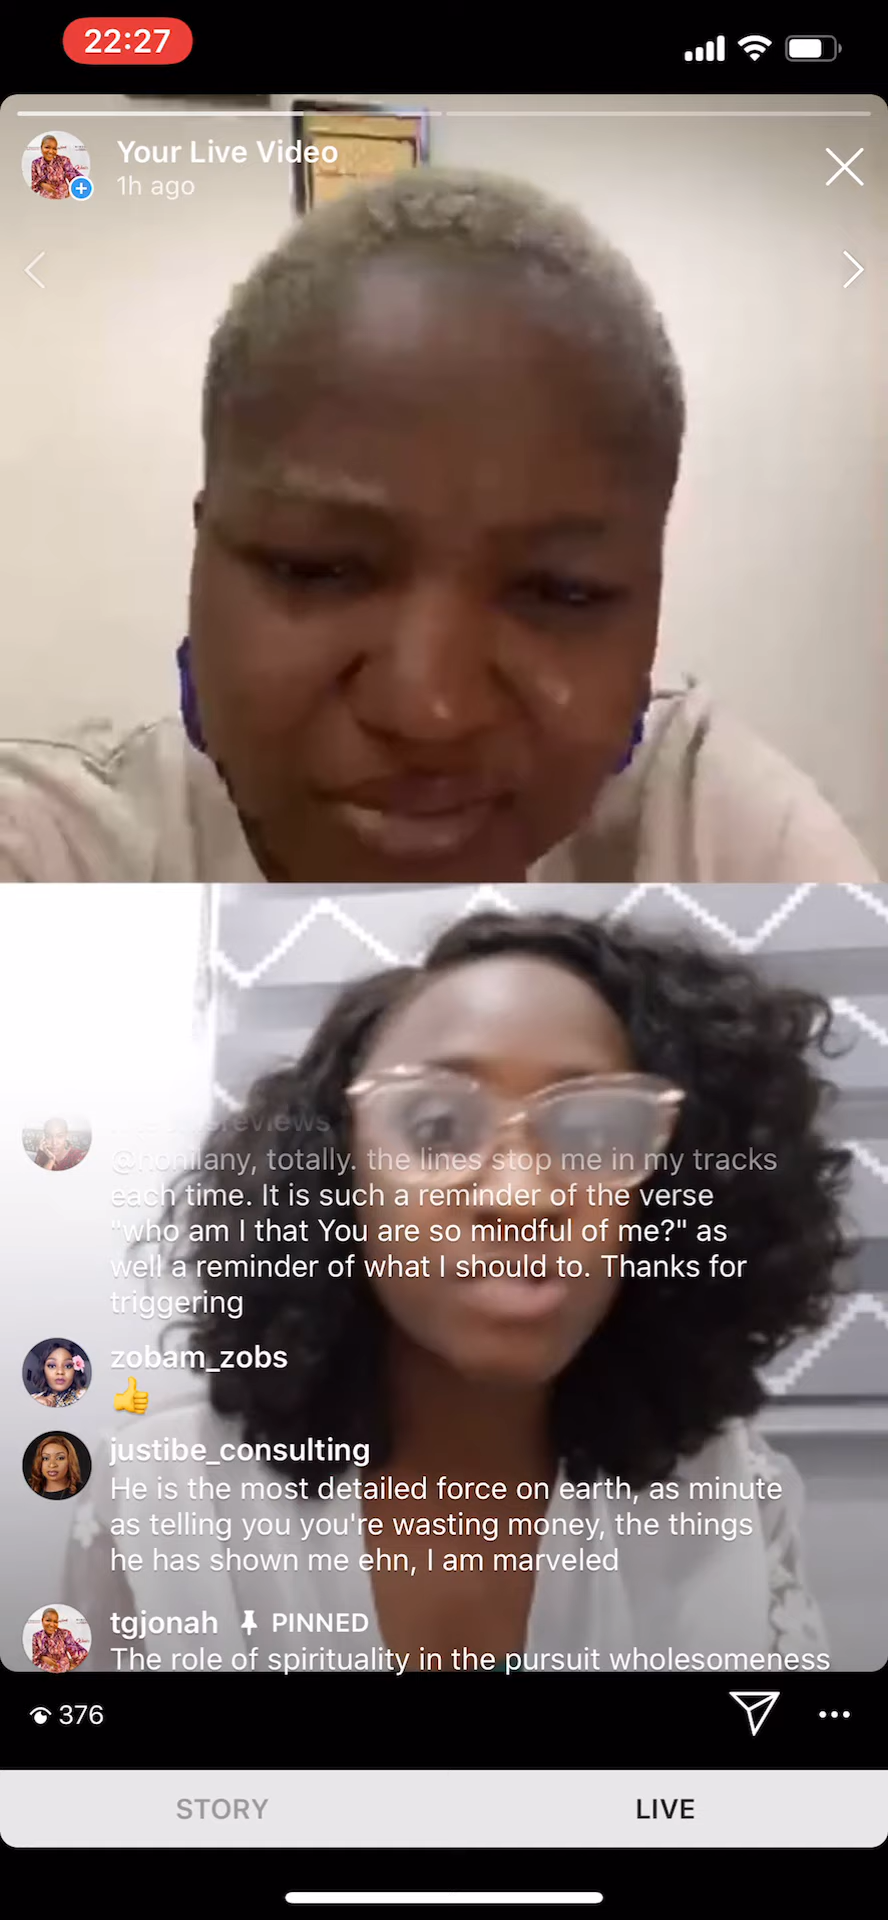 22:27
Your Live Video
1h ago
@nonilany, totally. the lines stop me in my tracks
each time. It is such a reminder of the verse
"who am I that You are so mindful of me?" as
well a reminder of what I should to. Thanks for
triggering
zobam_zobs
👍
justibe_consulting
He is the most detailed force on earth, as minute
as telling you you're wasting money, the things
he has shown me ehn, I am marveled
tgjonah PINNED
The role of spirituality in the pursuit wholesomeness
376
STORY
LIVE